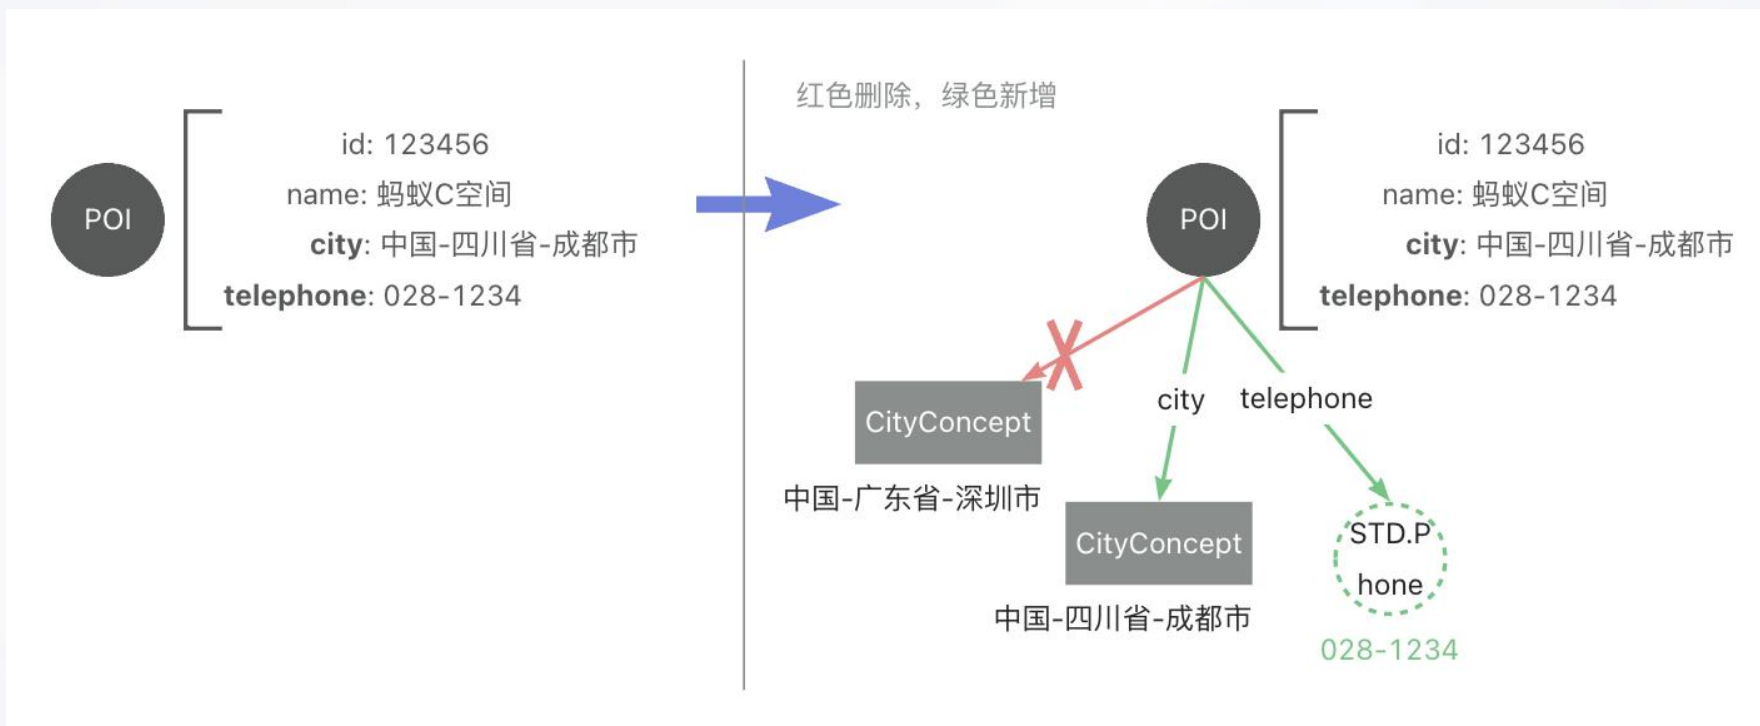 POI
id: 123456
name: 蚂蚁C空间
city: 中国-四川省-成都市
telephone: 028-1234
红色删除，绿色新增
POI
id: 123456
name: 蚂蚁C空间
city: 中国-四川省-成都市
telephone: 028-1234
city
telephone
CityConcept
中国-广东省-深圳市
CityConcept
中国-四川省-成都市
STD.P
hone
028-1234